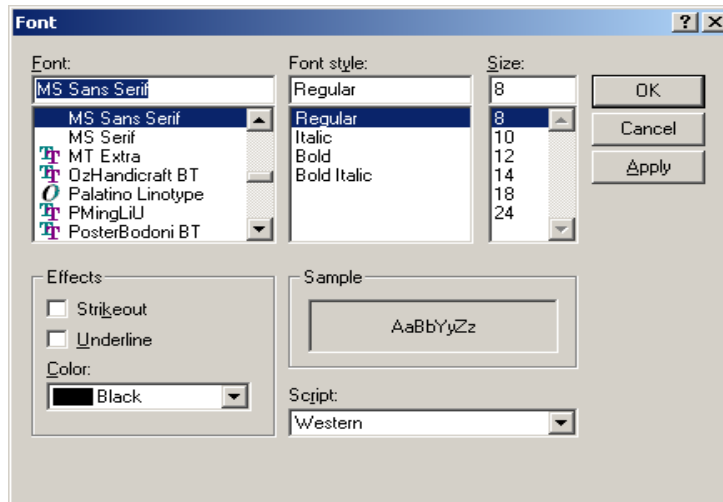 Font
Font:
MS Sans Serif
MS Sans Serif
MS Serif
MT Extra
OzHandicraft BT
Palatino Linotype
PMingLiU
PosterBodoni BT
Font style:
Regular
Regular
Italic
Bold
Bold Italic
Size:
8
8
10
12
14
18
24
OK
Cancel
Apply
Effects
Strikeout
Underline
Color:
Black
Sample
AaBbYyZz
Script:
Western